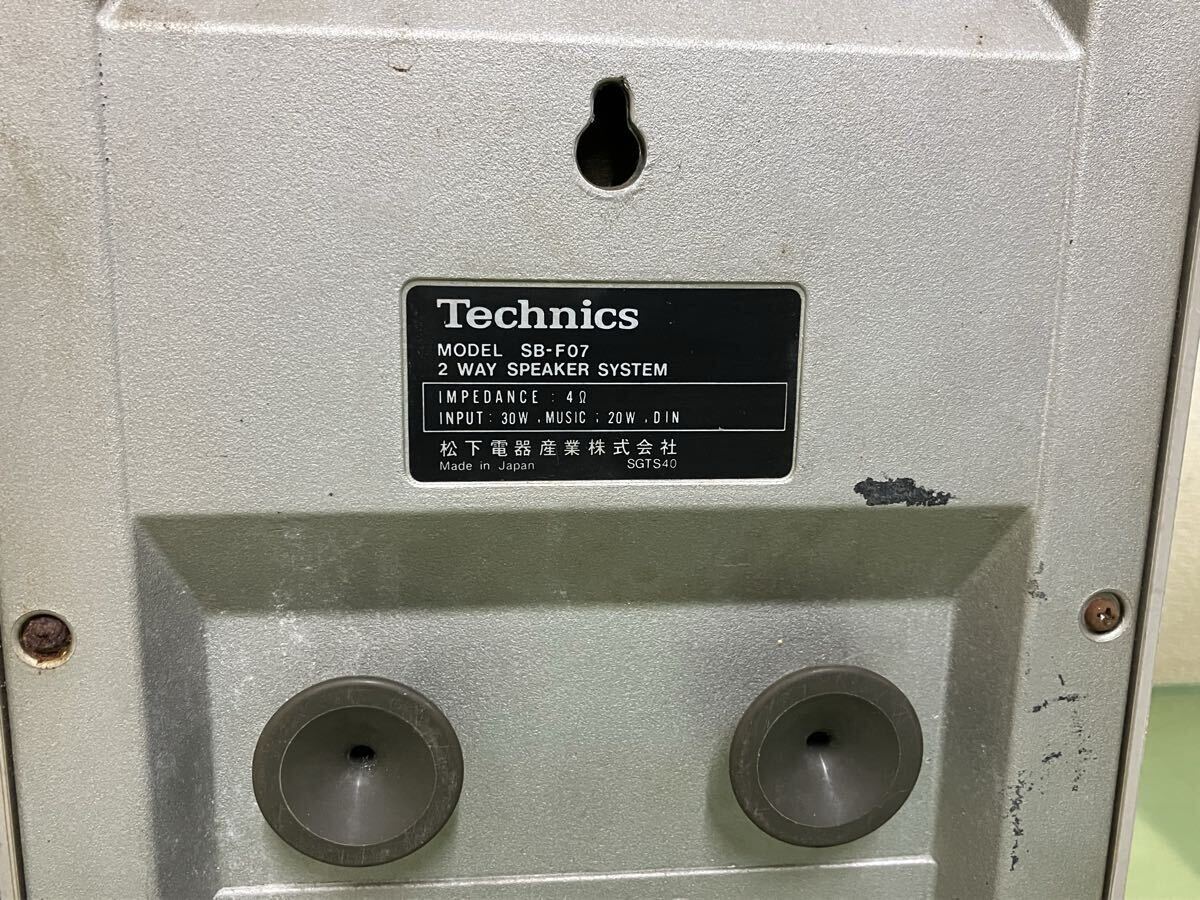 Technics
MODEL SB-F07
2 WAY SPEAKER SYSTEM
IMPEDANCE : 4Ω
INPUT : 30W , MUSIC ; 20W , DIN
松下電器産業株式会社
Made in Japan SGTS40